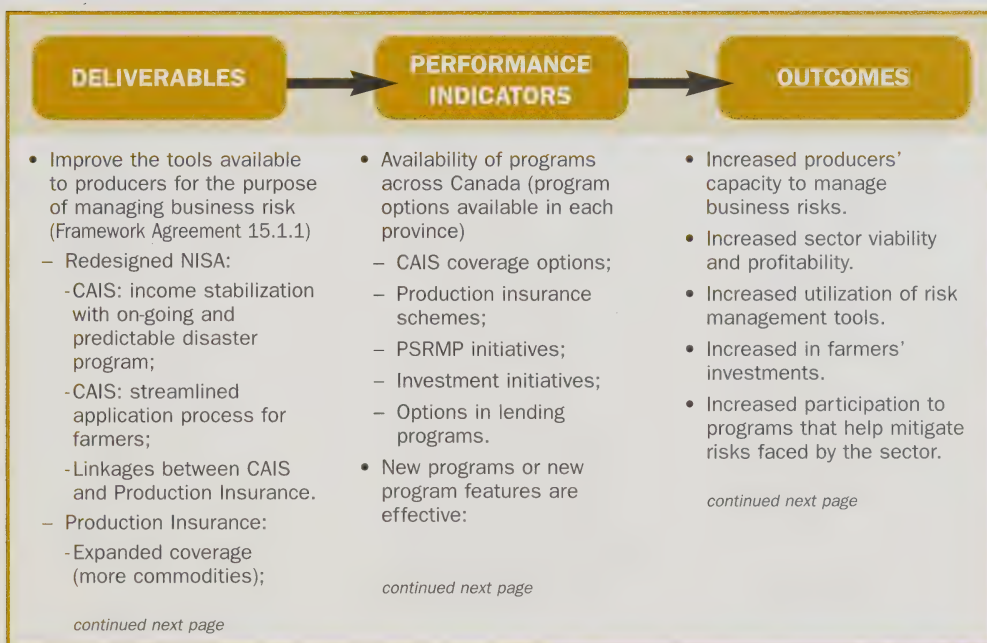 DELIVERABLES
PERFORMANCE
INDICATORS
OUTCOMES
• Improve the tools available
to producers for the purpose
of managing business risk
(Framework Agreement 15.1.1)
– Redesigned NISA:
-CAIS: income stabilization
with on-going and
predictable disaster
program;
-CAIS: streamlined
application process for
farmers;
-Linkages between CAIS
and Production Insurance.
– Production Insurance:
-Expanded coverage
(more commodities);
continued next page
• Availability of programs
across Canada (program
options available in each
province)
– CAIS coverage options;
– Production insurance
schemes;
– PSRMP initiatives;
– Investment initiatives;
– Options in lending
programs.
• New programs or new
program features are
effective:
continued next page
• Increased producers’
capacity to manage
business risks.
• Increased sector viability
and profitability.
• Increased utilization of risk
management tools.
• Increased in farmers’
investments.
• Increased participation to
programs that help mitigate
risks faced by the sector.
continued next page